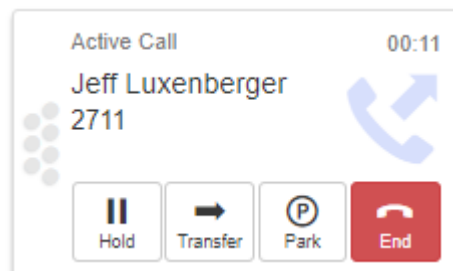 Active Call 00:11
Jeff Luxenberger
2711
Hold Transfer P Park End